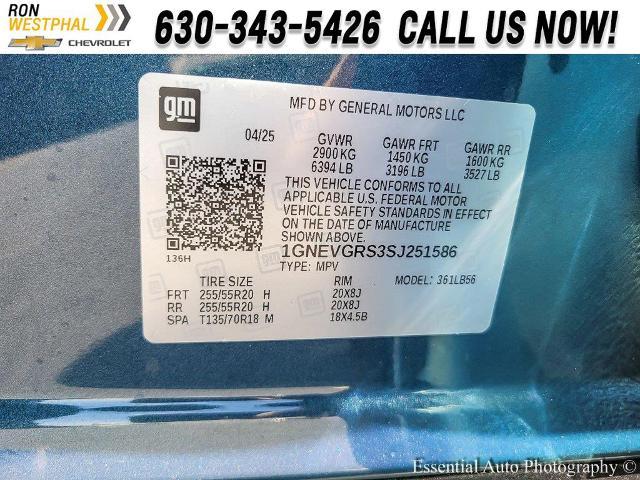 RON WESTPHAL CHEVROLET 630-343-5426 CALL US NOW!
gm
MFD BY GENERAL MOTORS LLC
04/25 GVWR GAWR FRT GAWR RR
2900 KG 1450 KG 1600 KG
6394 LB 3196 LB 3527 LB
THIS VEHICLE CONFORMS TO ALL
APPLICABLE U.S. FEDERAL MOTOR
VEHICLE SAFETY STANDARDS IN EFFECT
ON THE DATE OF MANUFACTURE
SHOWN ABOVE.
136H 1GNEVGRS3SJ251586
TYPE: MPV MODEL: 361LB56
TIRE SIZE RIM
FRT 255/55R20 H 20X8J
RR 255/55R20 H 20X8J
SPA T135/70R18 M 18X4.5B
Essential Auto Photography ©